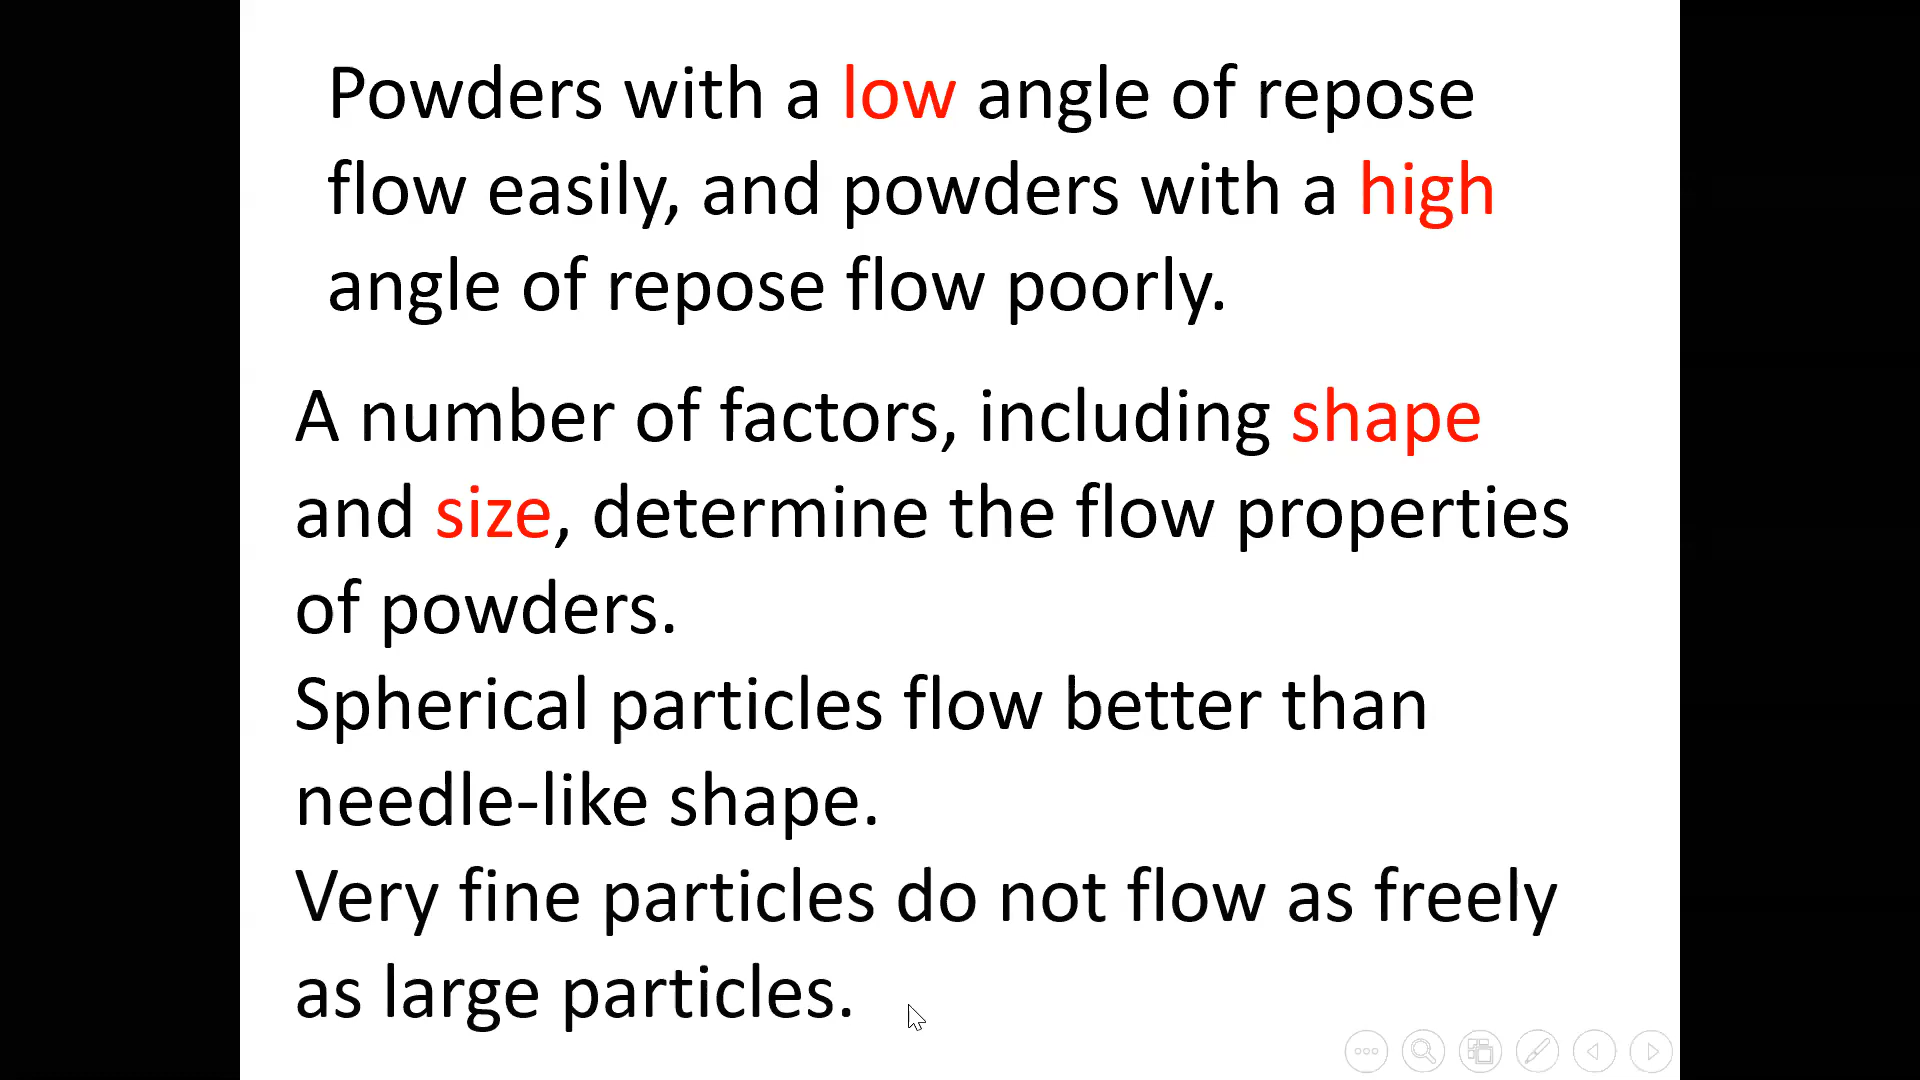 Powders with a low angle of repose
flow easily, and powders with a high
angle of repose flow poorly.
A number of factors, including shape
and size, determine the flow properties
of powders.
Spherical particles flow better than
needle-like shape.
Very fine particles do not flow as freely
as large particles.